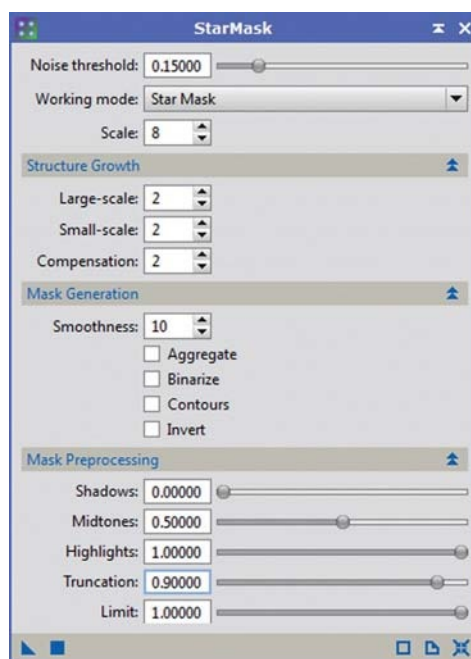 StarMask
Noise threshold: 0.15000
Working mode: Star Mask
Scale: 8
Structure Growth
Large-scale: 2
Small-scale: 2
Compensation: 2
Mask Generation
Smoothness: 10
Aggregate
Binarize
Contours
Invert
Mask Preprocessing
Shadows: 0.00000
Midtones: 0.50000
Highlights: 1.00000
Truncation: 0.90000
Limit: 1.00000